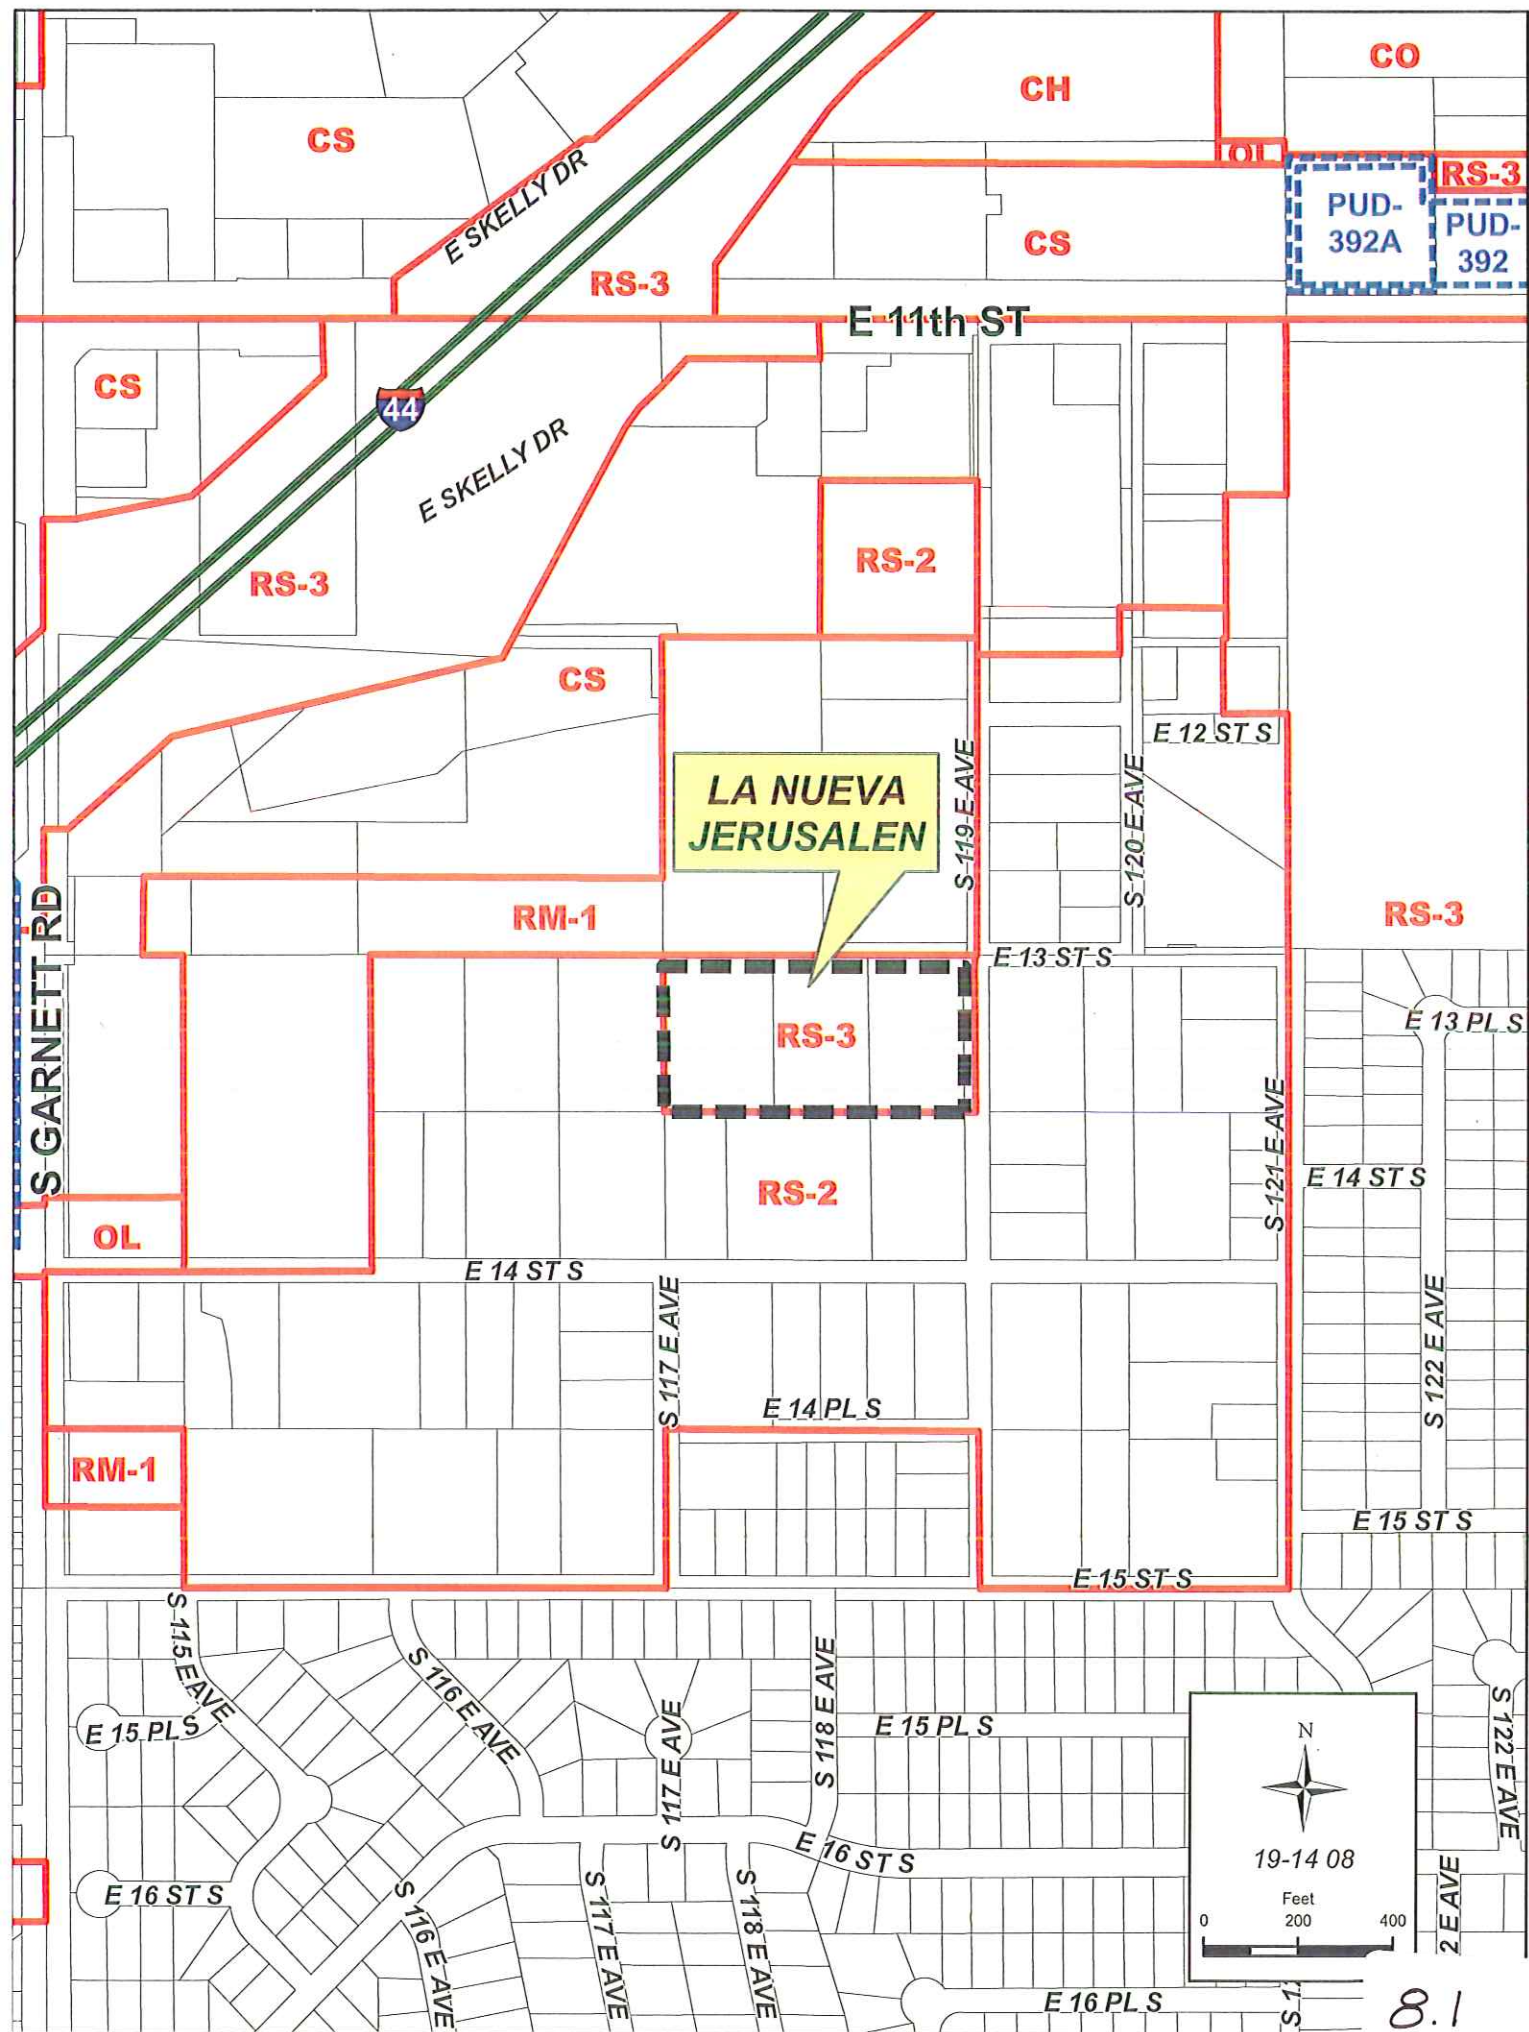 CO
CH
CS
OL
RS-3
PUD-
392A
PUD-
392
E SKELLY DR
CS
RS-3
E 11th ST
CS
44
E SKELLY DR
RS-2
RS-3
CS
E 12 ST S
LA NUEVA
JERUSALEN
S 119 E AVE
S 120 E AVE
RM-1
RS-3
S GARNETT RD
E 13 ST S
E 13 PL S
RS-3
S 121 E AVE
E 14 ST S
RS-2
OL
E 14 ST S
S 117 E AVE
S 122 E AVE
E 14 PL S
RM-1
E 15 ST S
E 15 ST S
S 115 E AVE
S 116 E AVE
S 117 E AVE
S 118 E AVE
E 15 PL S
E 15 PL S
S 122 E AVE
N
E 16 ST S
19-14 08
E 16 ST S
Feet
0 200 400
S 116 E AVE
S 117 E AVE
S 118 E AVE
2 E AVE
E 16 PL S
S 12
8.1